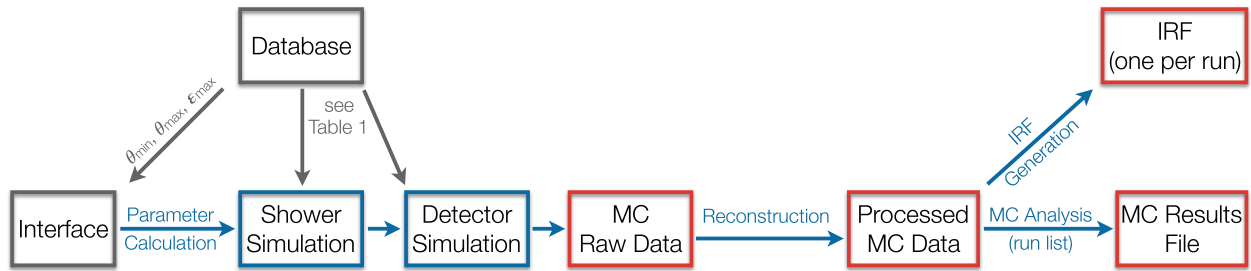 Database
IRF
(one per run)
see
Table 1
θmin, θmax, εmax
IRF
Generation
Interface
Parameter
Calculation
Shower
Simulation
Detector
Simulation
MC
Raw Data
Reconstruction
Processed
MC Data
MC Analysis
(run list)
MC Results
File